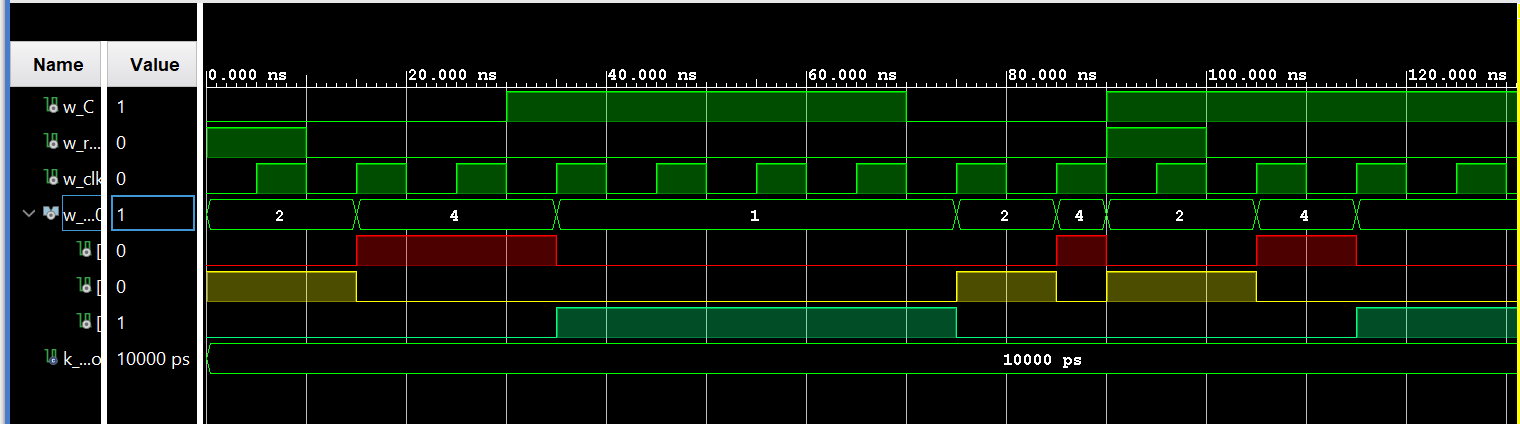 Name Value
0.000 ns 20.000 ns 40.000 ns 60.000 ns 80.000 ns 100.000 ns 120.000 ns
w_C 1
w_r... 0
w_clk 0
w_...0 1 2 4 1 2 4 2 4
[ 0
[ 0
[ 1
k_...o 10000 ps 10000 ps